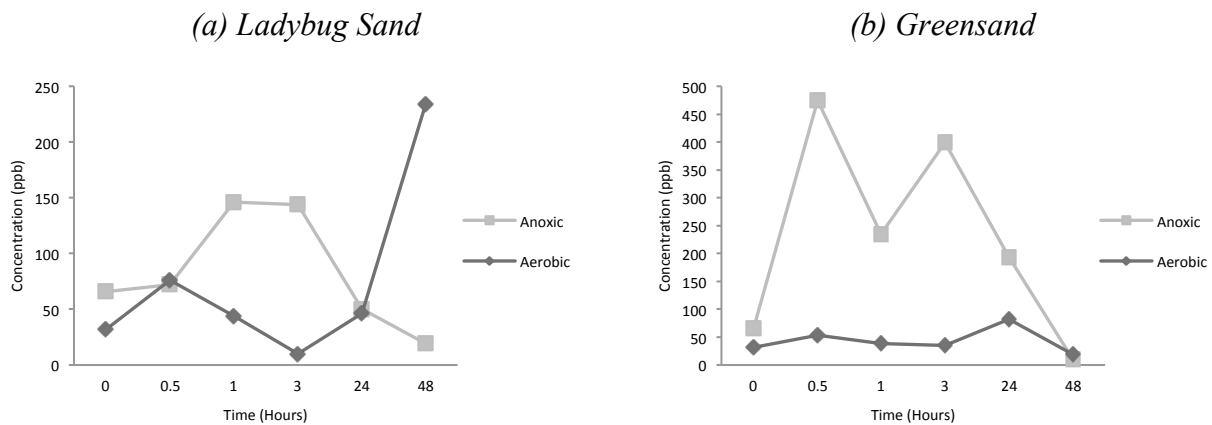 (a) Ladybug Sand
250
200
150
100
50
0
Concentration (ppb)
0 0.5 1 3 24 48
Time (Hours)
Anoxic
Aerobic
(b) Greensand
500
450
400
350
300
250
200
150
100
50
0
Concentration (ppb)
0 0.5 1 3 24 48
Time (Hours)
Anoxic
Aerobic